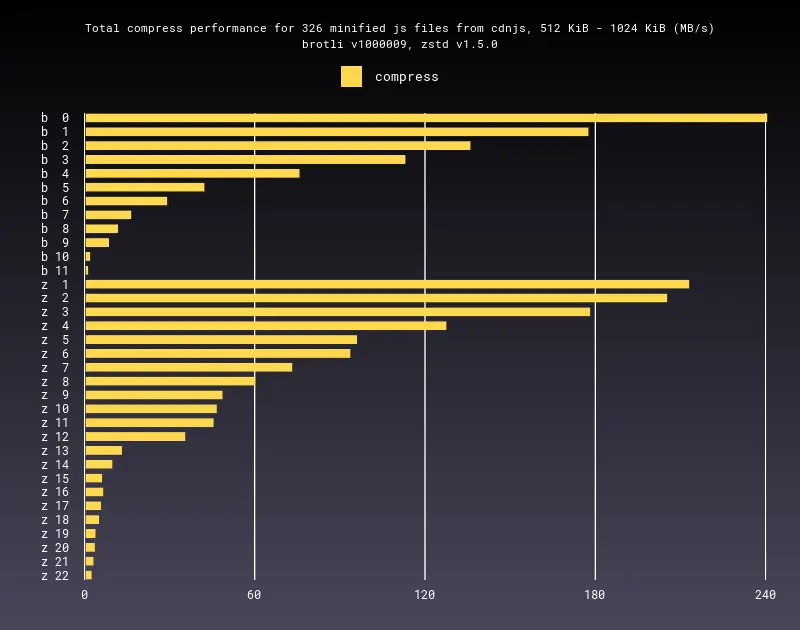 Total compress performance for 326 minified js files from cdnjs, 512 KiB - 1024 KiB (MB/s)
brotli v1000009, zstd v1.5.0
compress
b 0
b 1
b 2
b 3
b 4
b 5
b 6
b 7
b 8
b 9
b 10
b 11
z 1
z 2
z 3
z 4
z 5
z 6
z 7
z 8
z 9
z 10
z 11
z 12
z 13
z 14
z 15
z 16
z 17
z 18
z 19
z 20
z 21
z 22
0 60 120 180 240